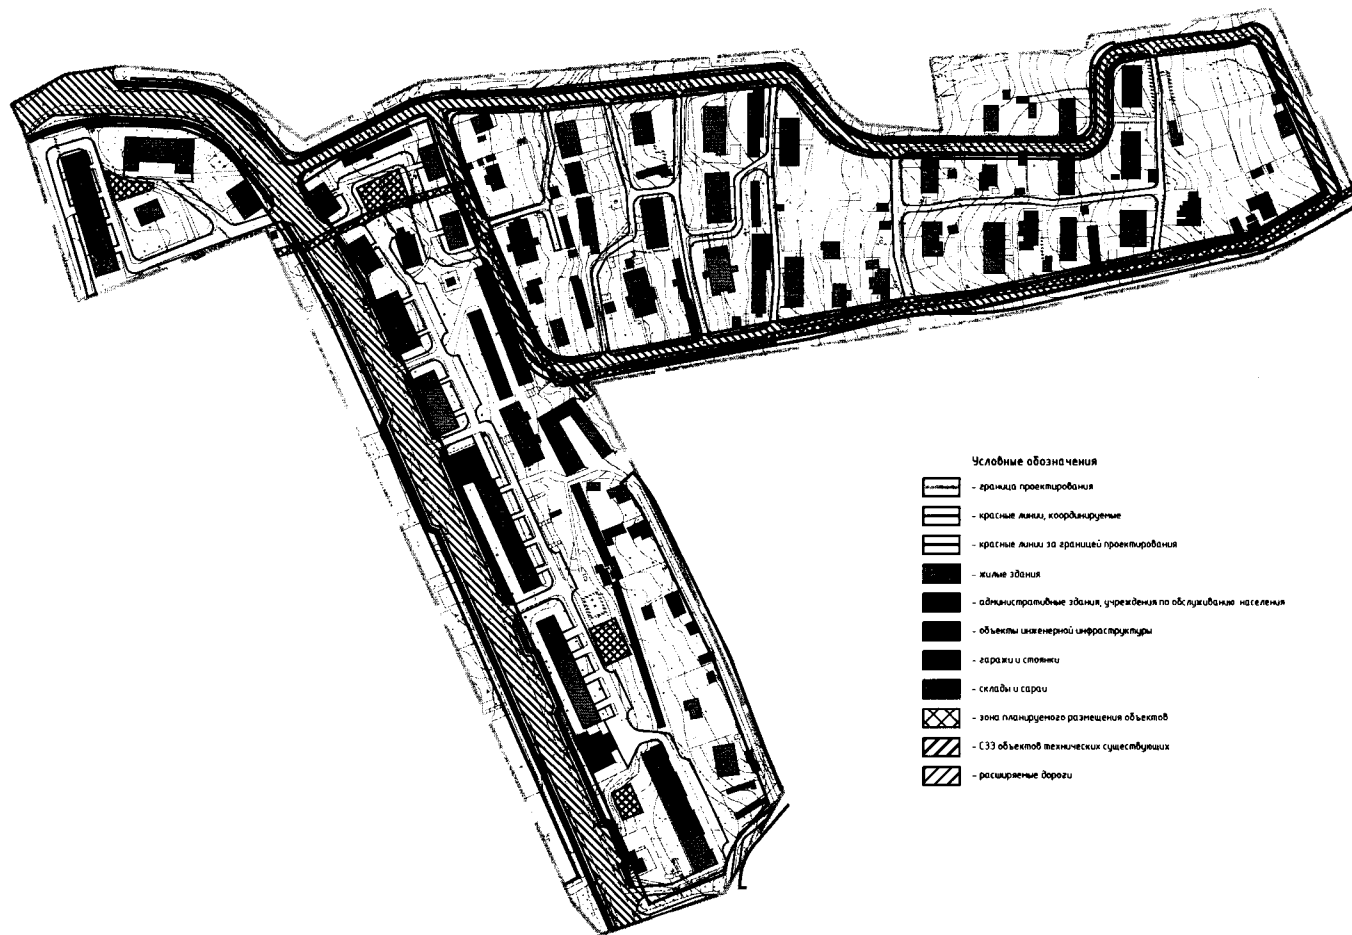 Условные обозначения
- граница проектирования
- красные линии, координируемые
- красные линии за границей проектирования
- жилые здания
- административные здания, учреждения по обслуживанию населения
- объекты инженерной инфраструктуры
- гаражи и стоянки
- склады и сараи
- зона планируемого размещения объектов
- СЗЗ объектов технических существующих
- расширяемые дороги